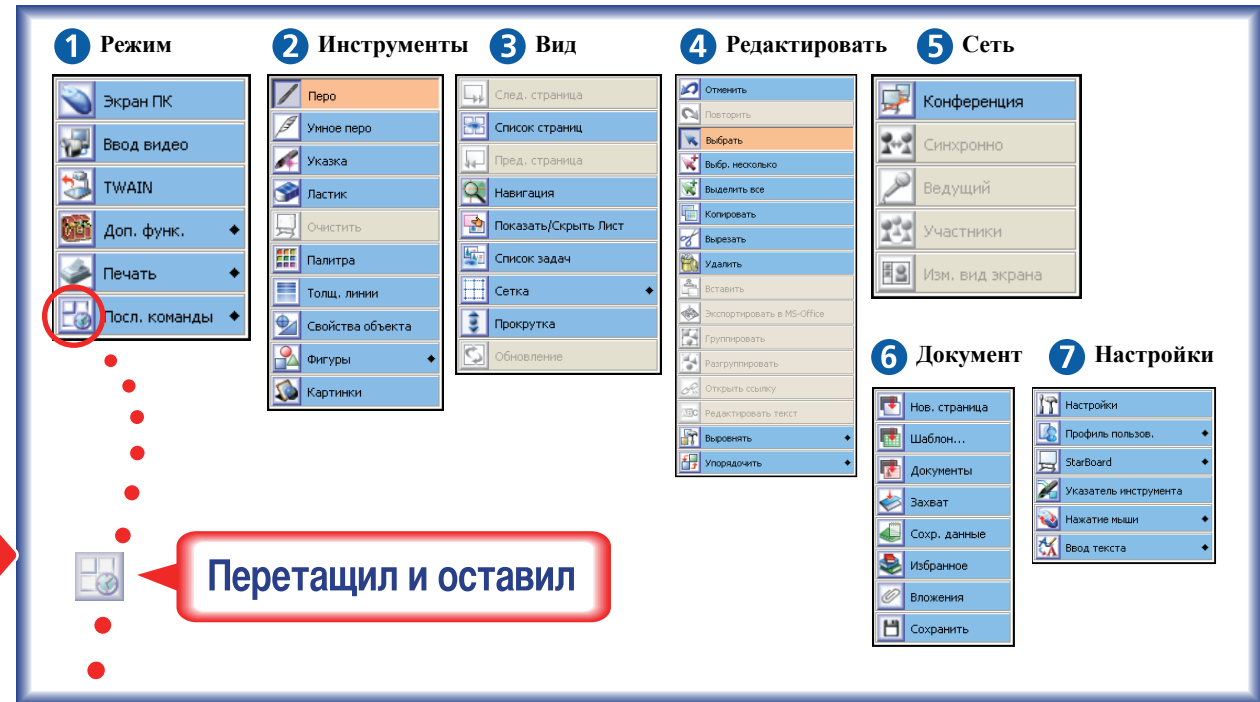 1 Режим
Экран ПК
Ввод видео
TWAIN
Доп. функ.
Печать
Посл. команды
2 Инструменты
Перо
Умное перо
Указка
Ластик
Очистить
Палитра
Толщ. линии
Свойства объекта
Фигуры
Картинки
3 Вид
След. страница
Список страниц
Пред. страница
Навигация
Показать/Скрыть Лист
Список задач
Сетка
Прокрутка
Обновление
4 Редактировать
Отменить
Повторить
Выбрать
Выбр. несколько
Выделить все
Копировать
Вырезать
Удалить
Вставить
Экспортировать в MS-Office
Группировать
Разгруппировать
Открыть ссылку
Редактировать текст
Выровнять
Упорядочить
5 Сеть
Конференция
Синхронно
Ведущий
Участники
Изм. вид экрана
6 Документ
Нов. страница
Шаблон...
Документы
Захват
Сохр. данные
Избранное
Вложения
Сохранить
7 Настройки
Настройки
Профиль пользов.
StarBoard
Указатель инструмента
Нажатие мыши
Ввод текста
Перетащил и оставил